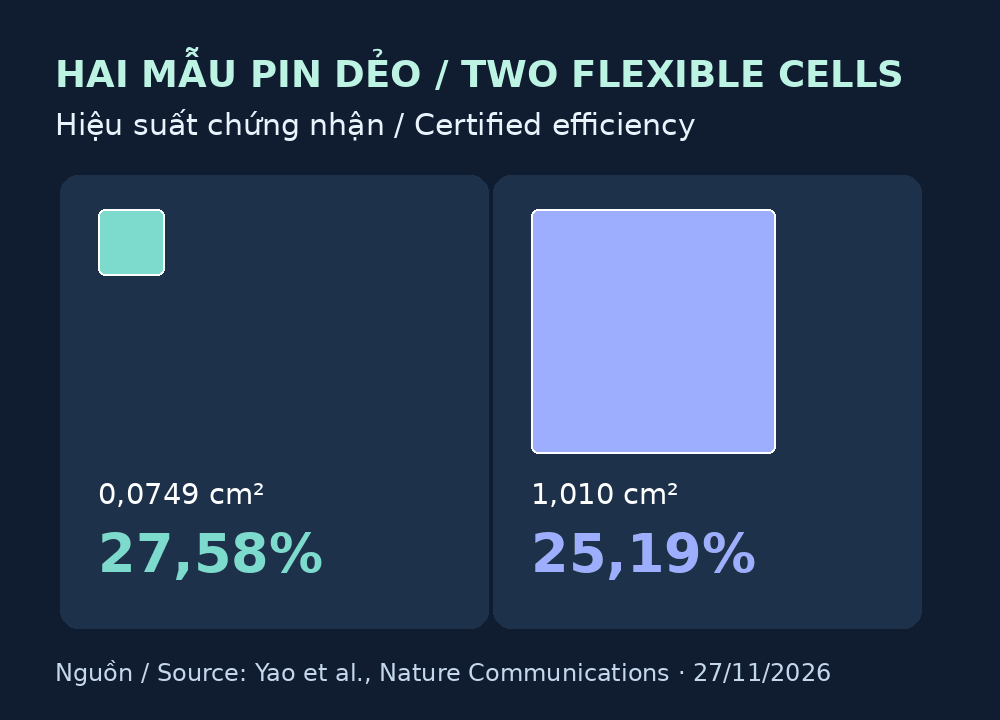 HAI MẪU PIN DẺO / TWO FLEXIBLE CELLS
Hiệu suất chứng nhận / Certified efficiency
0,0749 cm²
27,58%
1,010 cm²
25,19%
Nguồn / Source: Yao et al., Nature Communications · 27/11/2026